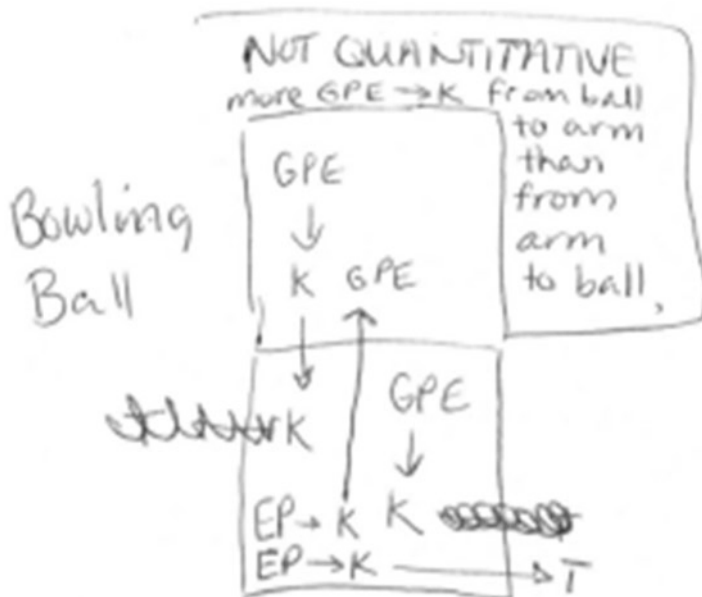 NOT QUANTITATIVE
more GPE → K from ball
to arm
than
from
arm
to ball,
Bowling
Ball
GPE
K GPE
GPE
K
EP → K K
EP → K → T